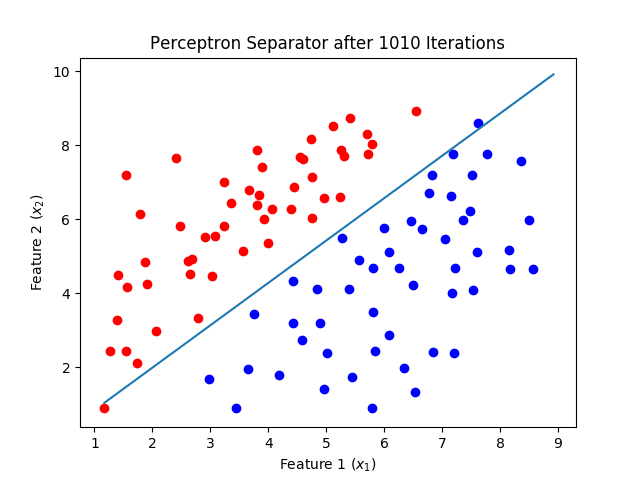 Perceptron Separator after 1010 Iterations
10
8
6
4
2
Feature 2 (x₂)
1 2 3 4 5 6 7 8 9
Feature 1 (x₁)